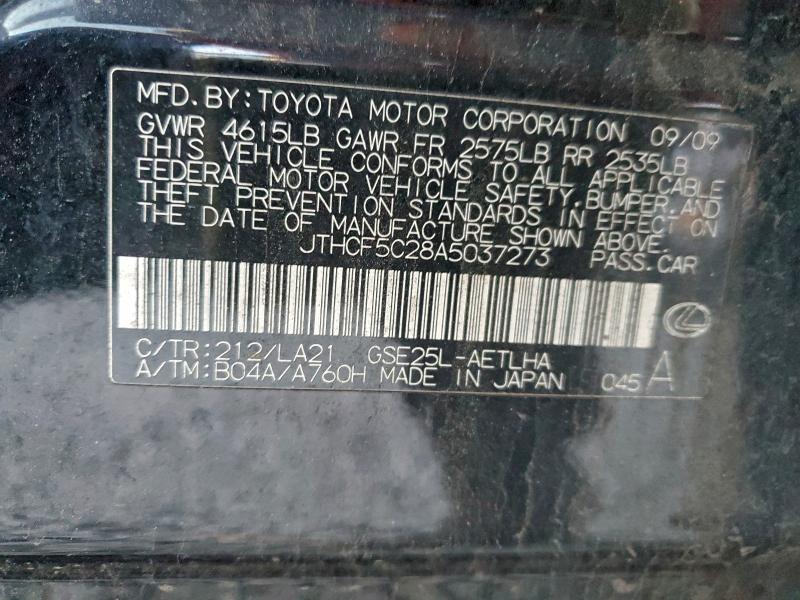 MFD.BY:TOYOTA MOTOR CORPORATION 09/09
GVWR 4615LB GAWR FR 2575LB RR 2535LB
THIS VEHICLE CONFORMS TO ALL APPLICABLE
FEDERAL MOTOR VEHICLE SAFETY,BUMPER,AND
THEFT PREVENTION STANDARDS IN EFFECT ON
THE DATE OF MANUFACTURE SHOWN ABOVE.
JTHCF5C28A5037273 PASS.CAR
C/TR:212/LA21 GSE25L-AETLHA
A/TM:B04A/A760H MADE IN JAPAN 045 A